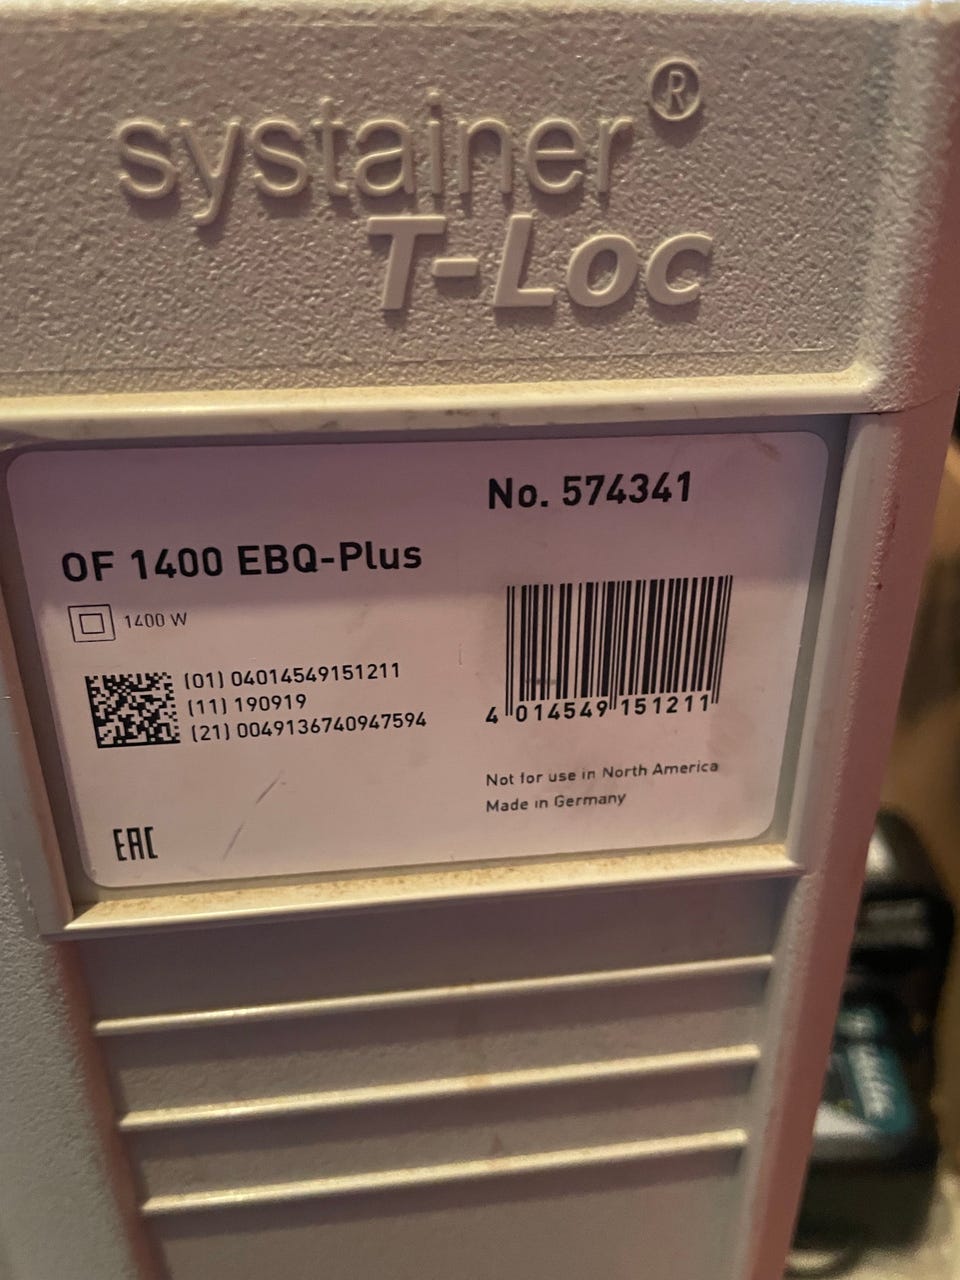 systainer®
T-Loc
No. 574341
OF 1400 EBQ-Plus
1400 W
(01) 04014549151211
(11) 190919
(21) 0049136740947594
4 014549 151211
Not for use in North America
Made in Germany
EAC